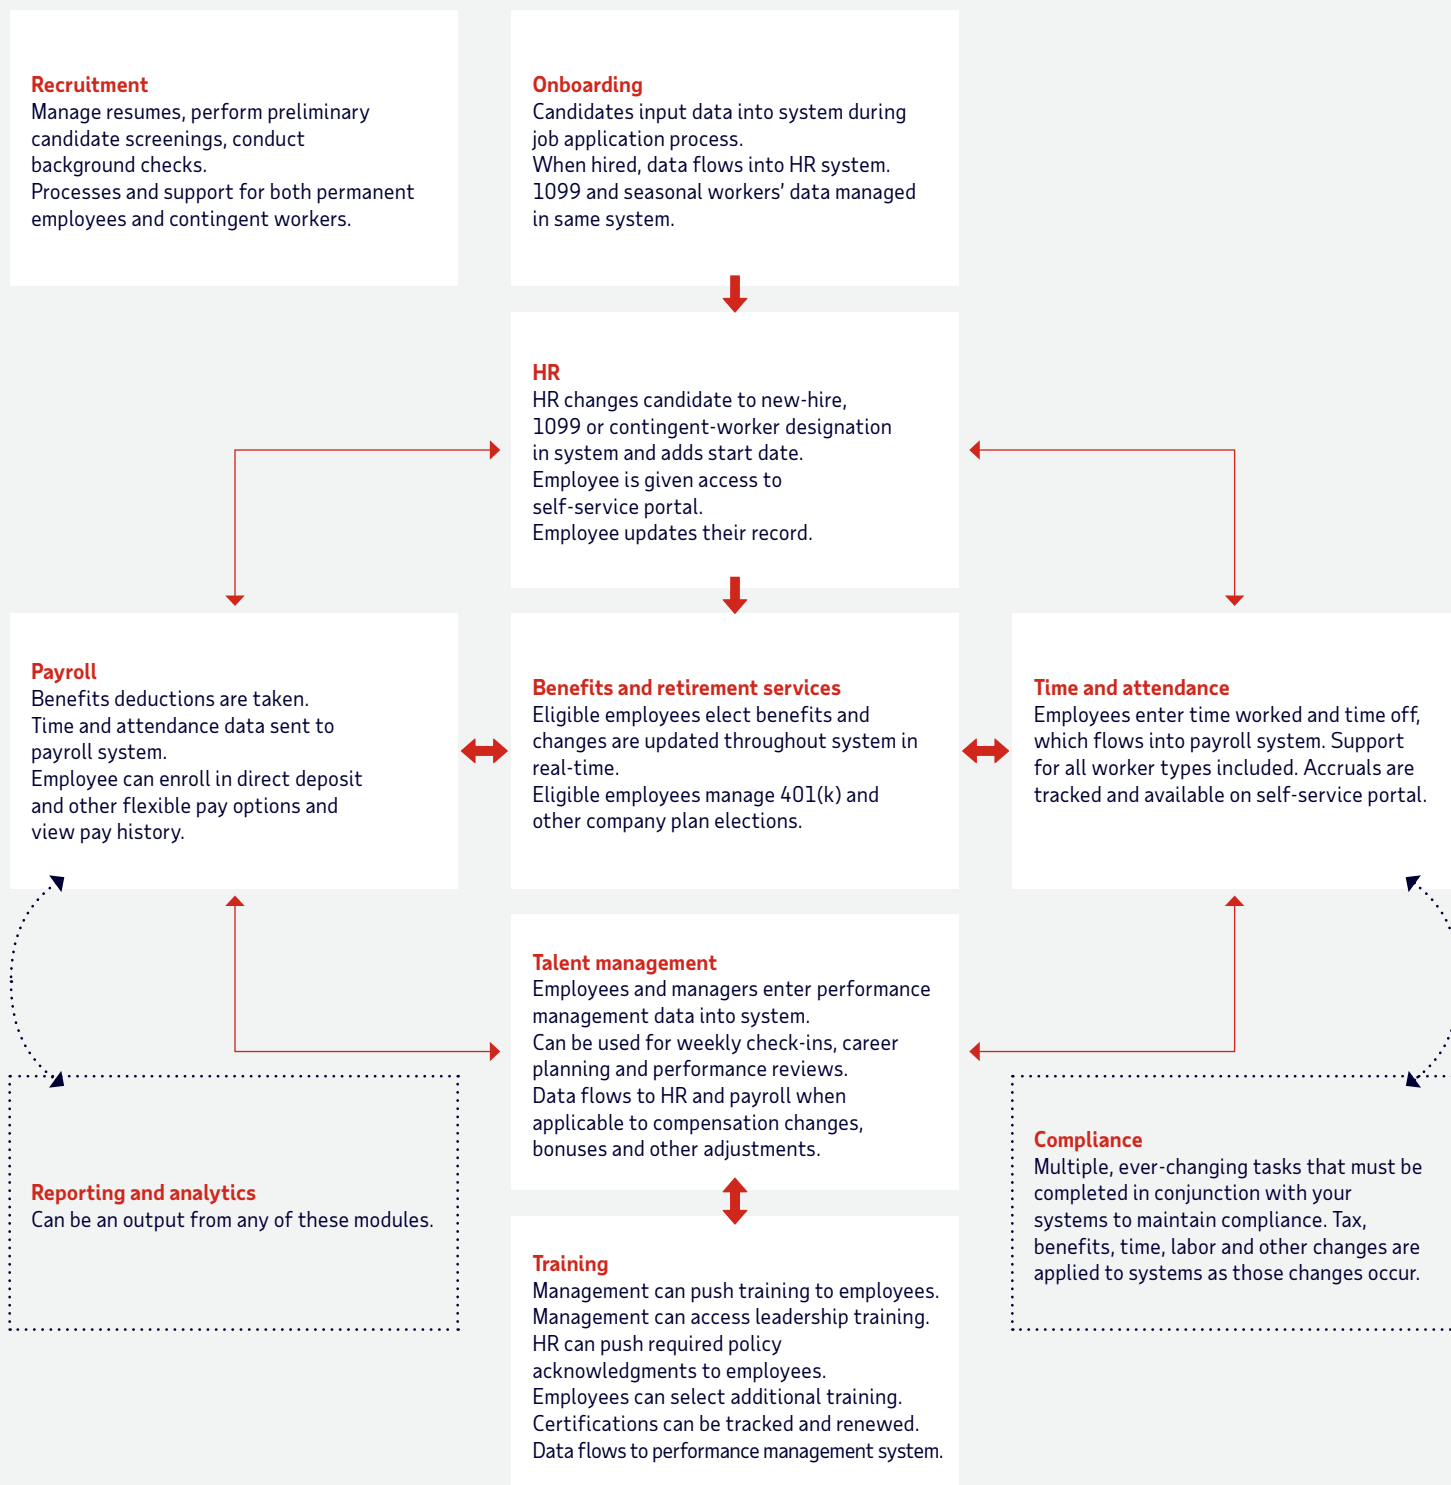 Recruitment
Manage resumes, perform preliminary
candidate screenings, conduct
background checks.
Processes and support for both permanent
employees and contingent workers.
Onboarding
Candidates input data into system during
job application process.
When hired, data flows into HR system.
1099 and seasonal workers’ data managed
in same system.
HR
HR changes candidate to new-hire,
1099 or contingent-worker designation
in system and adds start date.
Employee is given access to
self-service portal.
Employee updates their record.
Payroll
Benefits deductions are taken.
Time and attendance data sent to
payroll system.
Employee can enroll in direct deposit
and other flexible pay options and
view pay history.
Benefits and retirement services
Eligible employees elect benefits and
changes are updated throughout system in
real-time.
Eligible employees manage 401(k) and
other company plan elections.
Time and attendance
Employees enter time worked and time off,
which flows into payroll system. Support
for all worker types included. Accruals are
tracked and available on self-service portal.
Talent management
Employees and managers enter performance
management data into system.
Can be used for weekly check-ins, career
planning and performance reviews.
Data flows to HR and payroll when
applicable to compensation changes,
bonuses and other adjustments.
Reporting and analytics
Can be an output from any of these modules.
Compliance
Multiple, ever-changing tasks that must be
completed in conjunction with your
systems to maintain compliance. Tax,
benefits, time, labor and other changes are
applied to systems as those changes occur.
Training
Management can push training to employees.
Management can access leadership training.
HR can push required policy
acknowledgments to employees.
Employees can select additional training.
Certifications can be tracked and renewed.
Data flows to performance management system.